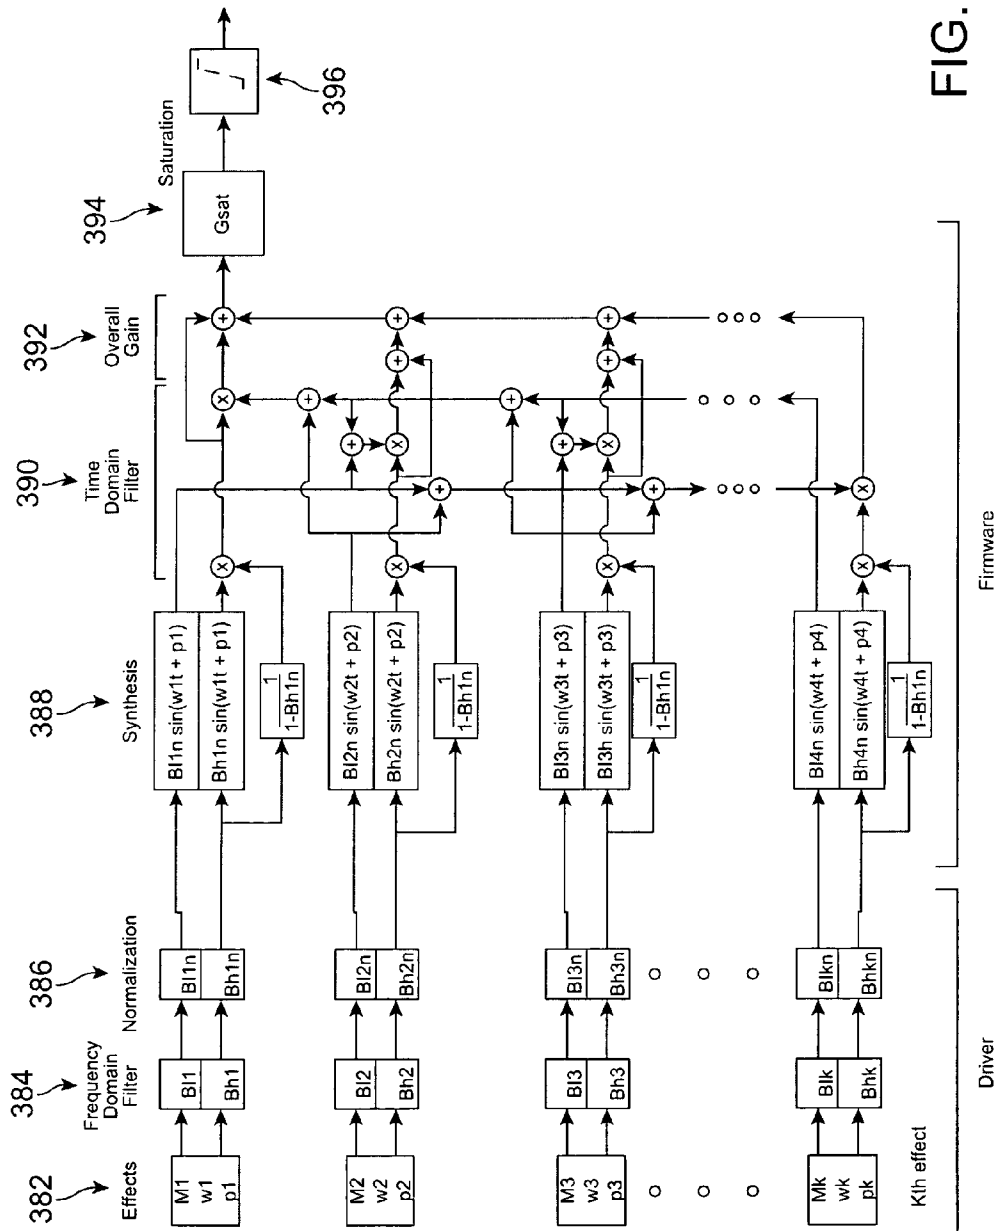 FIG.
382
Effects
384
Frequency
Domain
Filter
386
Normalization
388
Synthesis
390
Time
Domain
Filter
392
Overall
Gain
394
Saturation
396
M1
w1
p1
Bl1
Bh1
Bl1n
Bh1n
Bl1n sin(w1t + p1)
Bh1n sin(w1t + p1)
1
1-Bh1n
x
x
+
Gsat
M2
w2
p2
Bl2
Bh2
Bl2n
Bh2n
Bl2n sin(w2t + p2)
Bh2n sin(w2t + p2)
1
1-Bh1n
x
+
+
x
+
+
+
M3
w3
p3
Bl3
Bh3
Bl3n
Bh3n
Bl3n sin(w3t + p3)
Bl3h sin(w3t + p3)
1
1-Bh1n
x
+
+
x
+
+
+
Mk
wk
pk
Blk
Bhk
Blkn
Bhkn
Bl4n sin(w4t + p4)
Bh4n sin(w4t + p4)
1
1-Bh1n
x
x
Kth effect
Driver
Firmware